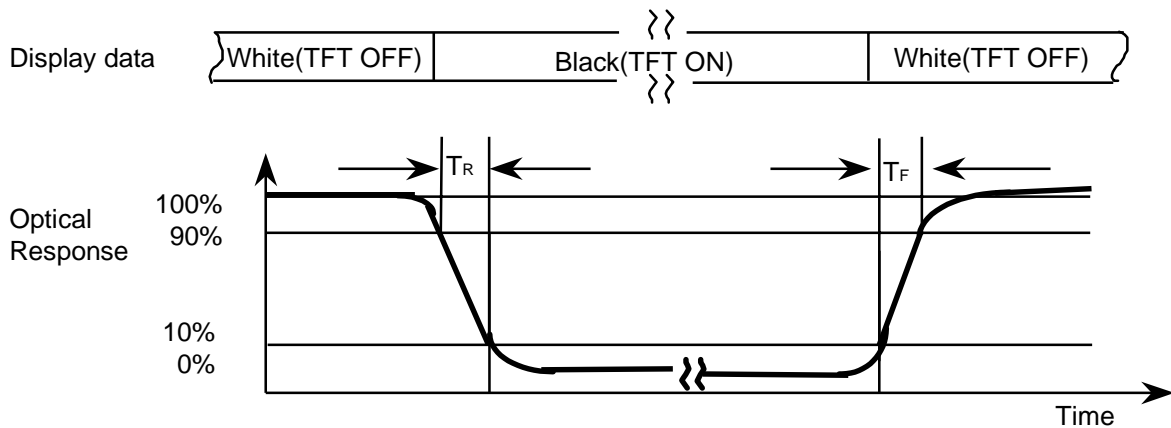 Display data
White(TFT OFF)
Black(TFT ON)
White(TFT OFF)
TR
TF
Optical
Response
100%
90%
10%
0%
Time